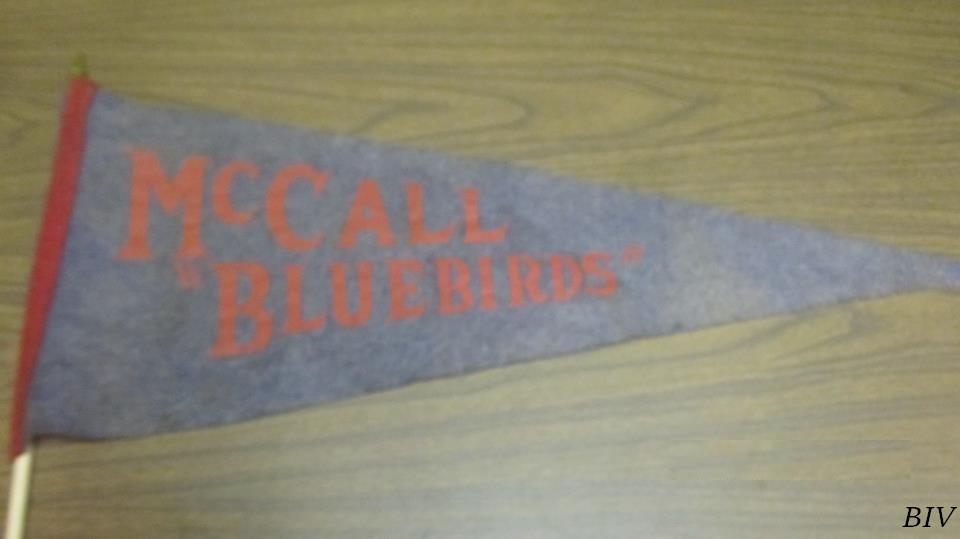 McCALL
"BLUEBIRDS"
BIV